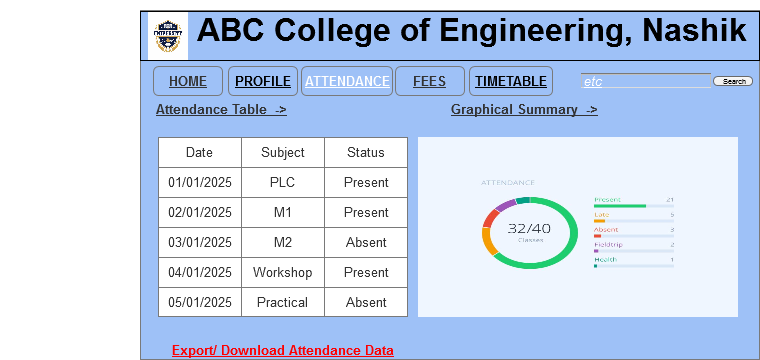 UNIVERSITY
ABC College of Engineering, Nashik
HOME PROFILE ATTENDANCE FEES TIMETABLE etc Search
Attendance Table -> Graphical Summary ->
Date Subject Status
01/01/2025 PLC Present
02/01/2025 M1 Present
03/01/2025 M2 Absent
04/01/2025 Workshop Present
05/01/2025 Practical Absent
ATTENDANCE
32/40
Classes
Present 21
Late 5
Absent 3
Fieldtrip 2
Health 1
Export/ Download Attendance Data